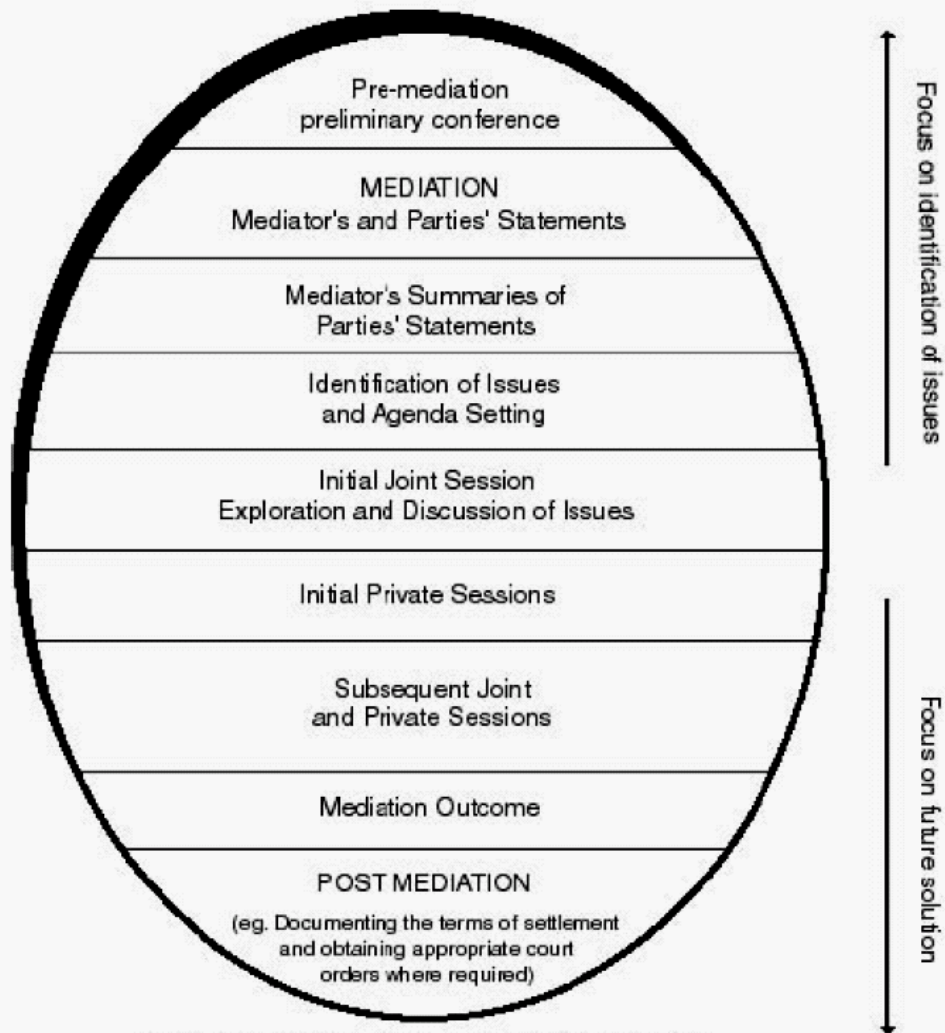 Pre-mediation
preliminary conference
MEDIATION
Mediator's and Parties' Statements
Mediator's Summaries of
Parties' Statements
Identification of Issues
and Agenda Setting
Initial Joint Session
Exploration and Discussion of Issues
Initial Private Sessions
Subsequent Joint
and Private Sessions
Mediation Outcome
POST MEDIATION
(eg. Documenting the terms of settlement
and obtaining appropriate court
orders where required)
Focus on identification of issues
Focus on future solution